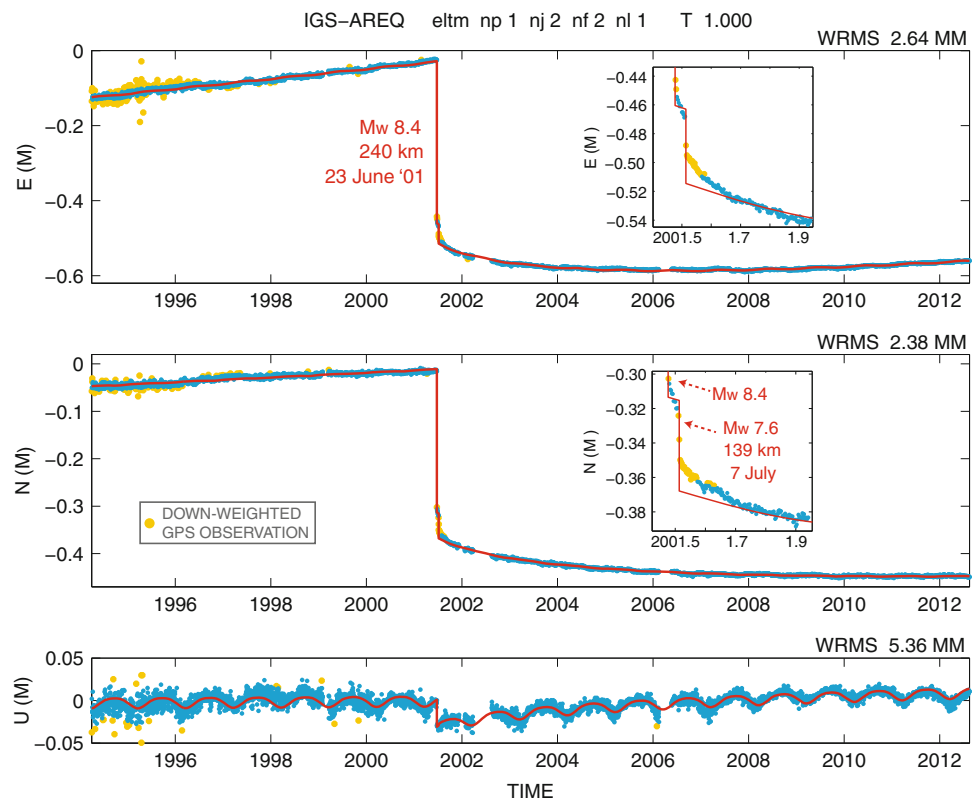 IGS-AREQ eltm np 1 nj 2 nf 2 nl 1 T 1.000
WRMS 2.64 MM
E (M)
0
−0.2
−0.4
−0.6
Mw 8.4
240 km
23 June ‘01
E (M )
−0.44
−0.46
−0.48
−0.50
−0.52
−0.54
2001.5 1.7 1.9
1996 1998 2000 2002 2004 2006 2008 2010 2012
WRMS 2.38 MM
N (M)
0
−0.1
−0.2
−0.3
−0.4
DOWN-WEIGHTED
GPS OBSERVATION
N (M )
−0.30
−0.32
−0.34
−0.36
−0.38
Mw 8.4
Mw 7.6
139 km
7 July
2001.5 1.7 1.9
1996 1998 2000 2002 2004 2006 2008 2010 2012
WRMS 5.36 MM
U (M)
0.05
0
−0.05
1996 1998 2000 2002 2004 2006 2008 2010 2012
TIME